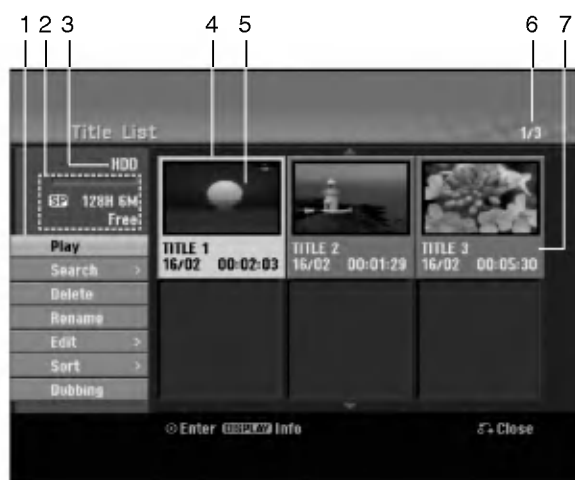 1 2 3 4 5 6 7
Title List
1/3
HDD
SP 128H 6M
Free
Play
Search >
Delete
Rename
Edit >
Sort >
Dubbing
TITLE 1
16/02 00:02:03
TITLE 2
16/02 00:01:29
TITLE 3
16/02 00:05:30
Enter DISPLAY Info
Close